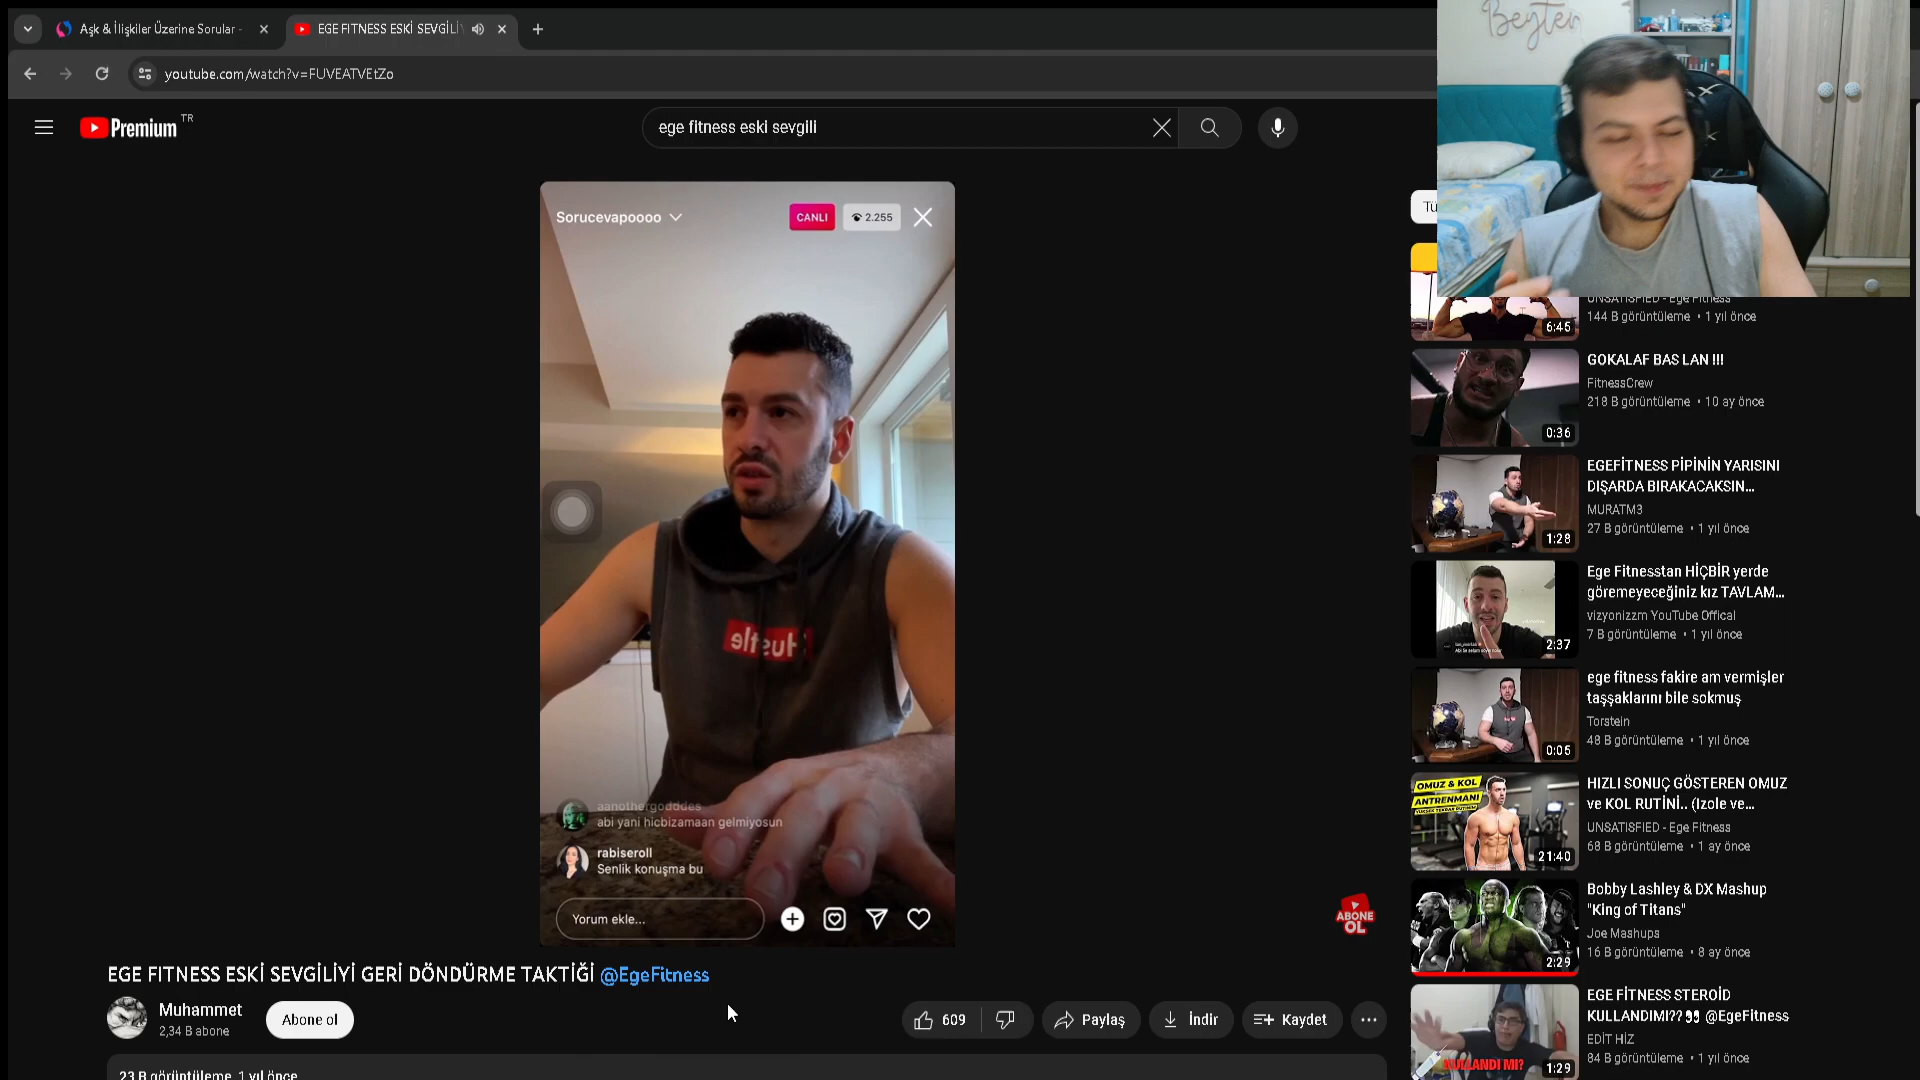 Aşk & İlişkiler Üzerine Sorular -
EGE FITNESS ESKİ SEVGİLİY
youtube.com/watch?v=FUVEATVEtZo
Premium TR
ege fitness eski sevgili
Beyter
Sorucevapoooo
CANLI
2.255
Hustle
aanothergodddes
abi yani hicbizamaan gelmiyosun
rabiseroll
Senlik konuşma bu
Yorum ekle...
ABONE
OL
EGE FITNESS ESKİ SEVGİLİYİ GERİ DÖNDÜRME TAKTİĞİ @EgeFitness
Muhammet
2,34 B abone
Abone ol
609
Paylaş
İndir
Kaydet
23 B görüntüleme 1 yıl önce
Tü
UNSATISFIED - Ege Fitness
144 B görüntüleme • 1 yıl önce
6:45
GOKALAF BAS LAN !!!
FitnessCrew
218 B görüntüleme • 10 ay önce
0:36
EGEFİTNESS PİPİNİN YARISINI
DIŞARDA BIRAKACAKSIN...
MURATM3
27 B görüntüleme • 1 yıl önce
1:28
Ege Fitnesstan HİÇBİR yerde
göremeyeceğiniz kız TAVLAM...
vizyonizzm YouTube Offical
7 B görüntüleme • 1 yıl önce
2:37
ege fitness fakire am vermişler
taşşaklarını bile sokmuş
Torstein
48 B görüntüleme • 1 yıl önce
0:05
OMUZ & KOL
ANTRENMANI
HIZLI SONUÇ GÖSTEREN OMUZ
ve KOL RUTİNİ.. (Izole ve...
UNSATISFIED - Ege Fitness
68 B görüntüleme • 1 ay önce
21:40
Bobby Lashley & DX Mashup
"King of Titans"
Joe Mashups
16 B görüntüleme • 8 ay önce
2:29
EGE FİTNESS STEROİD
KULLANDIMI?? @EgeFitness
EDİT HİZ
84 B görüntüleme • 1 yıl önce
KULLANDI MI?
1:29